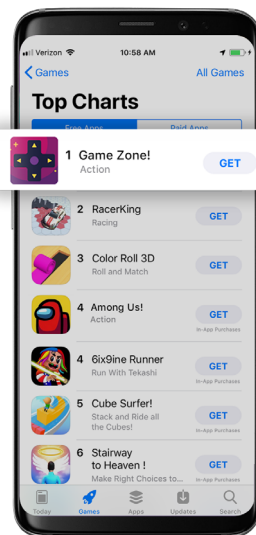 Verizon
10:58 AM
Games
All Games
Top Charts
Free Apps
Paid Apps
1 Game Zone!
Action
GET
2 RacerKing
Racing
GET
3 Color Roll 3D
Roll and Match
GET
4 Among Us!
Action
GET
In-App Purchases
4 6ix9ine Runner
Run With Tekashi
GET
In-App Purchases
5 Cube Surfer!
Stack and Ride all
the Cubes!
GET
In-App Purchases
6 Stairway
to Heaven !
Make Right Choices to...
GET
In-App Purchases
Today
Games
Apps
Updates
Search